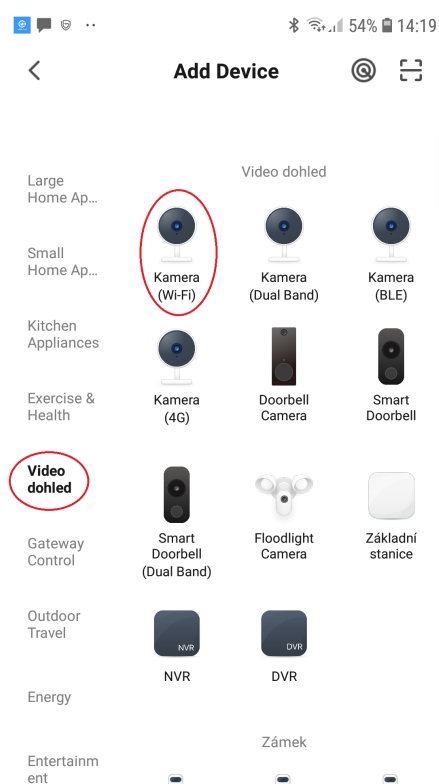 54% 14:19
Add Device
Large
Home Ap...
Small
Home Ap...
Kitchen
Appliances
Exercise &
Health
Video
dohled
Gateway
Control
Outdoor
Travel
Energy
Entertainm
ent
Video dohled
Kamera
(Wi-Fi)
Kamera
(Dual Band)
Kamera
(BLE)
Kamera
(4G)
Doorbell
Camera
Smart
Doorbell
Smart
Doorbell
(Dual Band)
Floodlight
Camera
Základní
stanice
NVR
NVR
DVR
DVR
Zámek